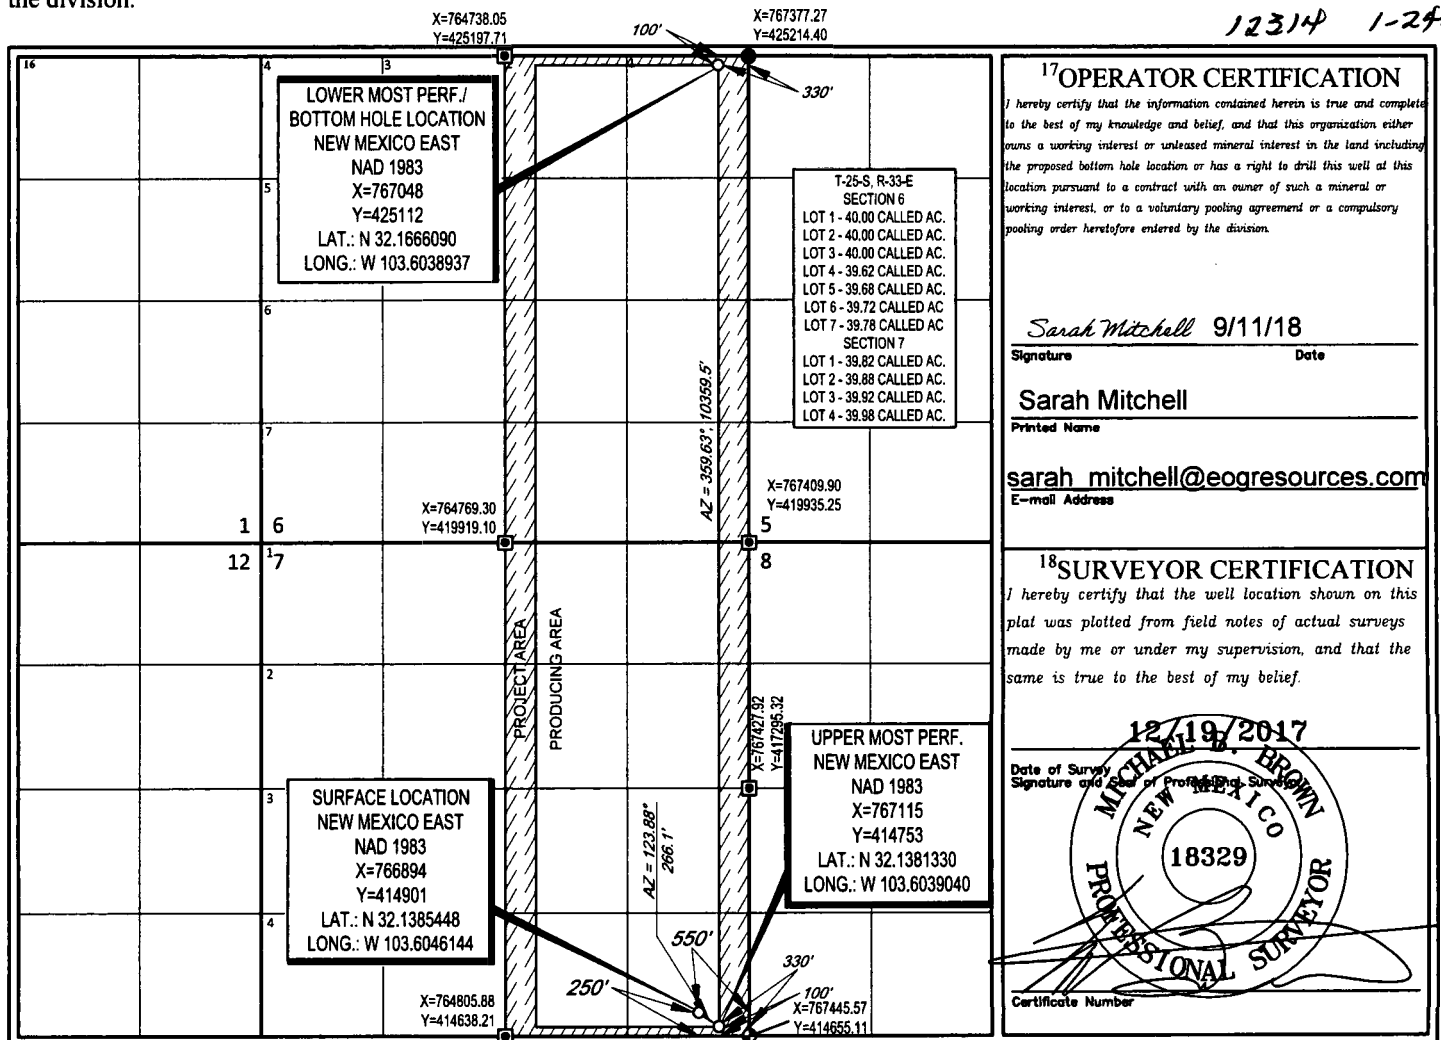 the division.
12314 1-24
X=764738.05
Y=425197.71
100'
X=767377.27
Y=425214.40
330'
16
4
3
2
1
LOWER MOST PERF./
BOTTOM HOLE LOCATION
NEW MEXICO EAST
NAD 1983
X=767048
Y=425112
LAT.: N 32.1666090
LONG.: W 103.6038937
5
6
7
T-25-S, R-33-E
SECTION 6
LOT 1 - 40.00 CALLED AC.
LOT 2 - 40.00 CALLED AC.
LOT 3 - 40.00 CALLED AC.
LOT 4 - 39.62 CALLED AC.
LOT 5 - 39.68 CALLED AC.
LOT 6 - 39.72 CALLED AC
LOT 7 - 39.78 CALLED AC
SECTION 7
LOT 1 - 39.82 CALLED AC.
LOT 2 - 39.88 CALLED AC.
LOT 3 - 39.92 CALLED AC.
LOT 4 - 39.98 CALLED AC.
AZ = 359.63°, 10359.5'
X=764769.30
Y=419919.10
X=767409.90
Y=419935.25
1 6
5
12 1 7
8
2
3
4
PROJECT AREA
PRODUCING AREA
X=767427.92
Y=417295.32
UPPER MOST PERF.
NEW MEXICO EAST
NAD 1983
X=767115
Y=414753
LAT.: N 32.1381330
LONG.: W 103.6039040
SURFACE LOCATION
NEW MEXICO EAST
NAD 1983
X=766894
Y=414901
LAT.: N 32.1385448
LONG.: W 103.6046144
AZ = 123.88°
266.1'
550'
250'
330'
100'
X=764805.88
Y=414638.21
X=767445.57
Y=414655.11
17 OPERATOR CERTIFICATION
I hereby certify that the information contained herein is true and complete
to the best of my knowledge and belief, and that this organization either
owns a working interest or unleased mineral interest in the land including
the proposed bottom hole location or has a right to drill this well at this
location pursuant to a contract with an owner of such a mineral or
working interest, or to a voluntary pooling agreement or a compulsory
pooling order heretofore entered by the division.
Sarah Mitchell 9/11/18
Signature Date
Sarah Mitchell
Printed Name
sarah_mitchell@eogresources.com
E-mail Address
18 SURVEYOR CERTIFICATION
I hereby certify that the well location shown on this
plat was plotted from field notes of actual surveys
made by me or under my supervision, and that the
same is true to the best of my belief.
12/19/2017
Date of Survey
Signature and Seal of Professional Surveyor
MICHAEL B. BROWN
NEW MEXICO
18329
PROFESSIONAL SURVEYOR
Certificate Number